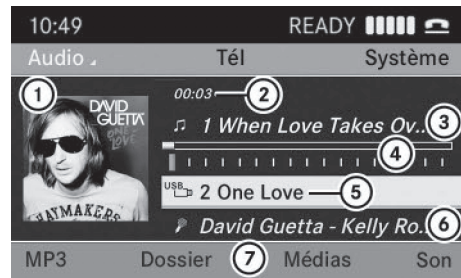 10:49 READY
Audio Tél Système
1
00:03 2
DAVID GUETTA
ONE LOVE
1 When Love Takes Ov.. 3
4
USB 2 One Love 5
AYMAKERS
David Guetta - Kelly Ro.. 6
MP3 Dossier 7 Médias Son